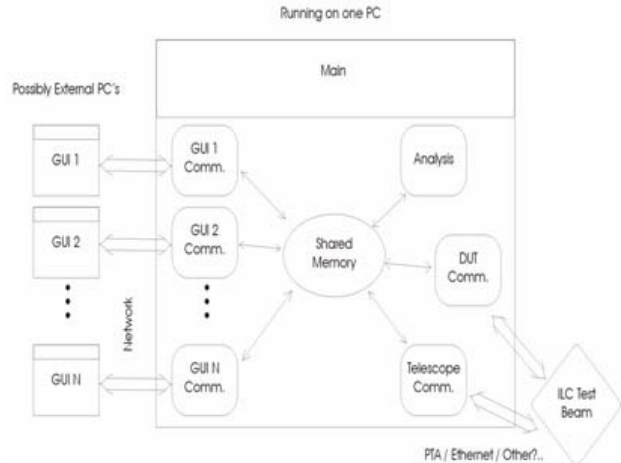 Running on one PC
Main
Possibly External PC's
GUI 1
GUI 1
Comm.
Analysis
GUI 2
GUI 2
Comm.
Shared
Memory
DUT
Comm.
Network
GUI N
GUI N
Comm.
Telescope
Comm.
ILC Test
Beam
PTA / Ethernet / Other?..